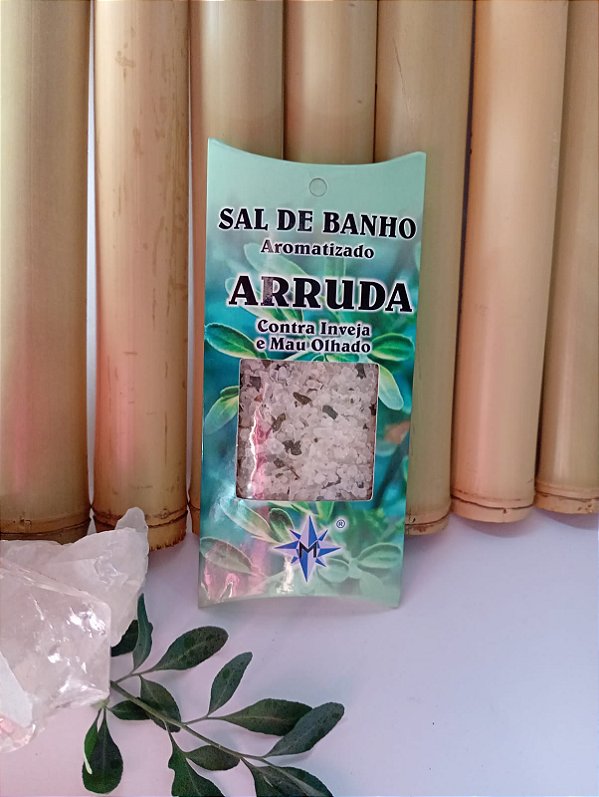 SAL DE BANHO
Aromatizado
ARRUDA
Contra Inveja
e Mau Olhado
M ®